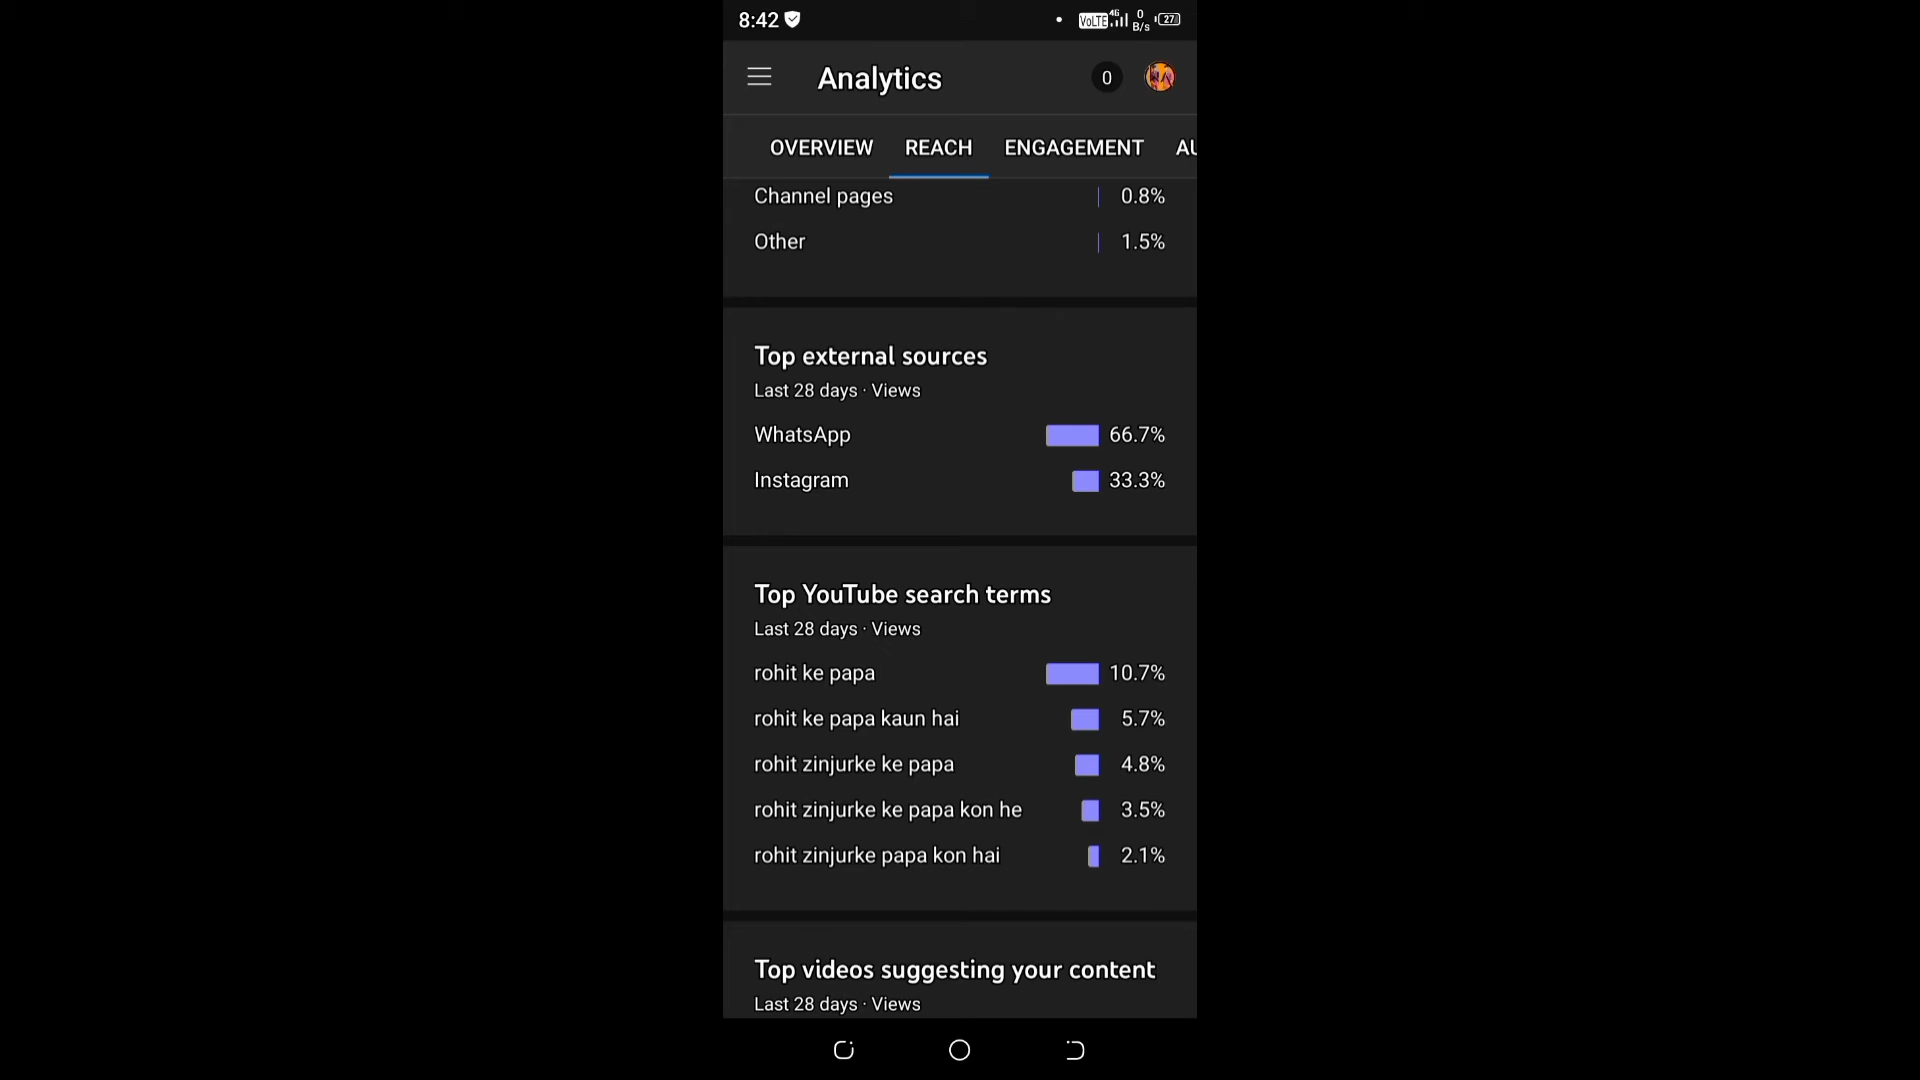 8:42 VoLTE 4G 0 B/s 27
Analytics 0
OVERVIEW REACH ENGAGEMENT AU
Channel pages 0.8%
Other 1.5%
Top external sources
Last 28 days · Views
WhatsApp 66.7%
Instagram 33.3%
Top YouTube search terms
Last 28 days · Views
rohit ke papa 10.7%
rohit ke papa kaun hai 5.7%
rohit zinjurke ke papa 4.8%
rohit zinjurke ke papa kon he 3.5%
rohit zinjurke papa kon hai 2.1%
Top videos suggesting your content
Last 28 days · Views